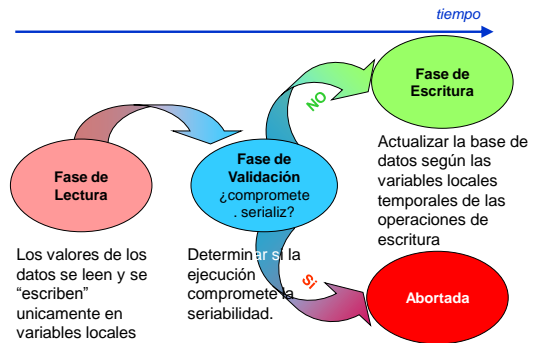 tiempo
Fase de
Escritura
NO
Fase de
Lectura
Fase de
Validación
¿compromete
. serializ?
Actualizar la base de
datos según las
variables locales
temporales de las
operaciones de
escritura
Los valores de los
datos se leen y se
“escriben”
unicamente en
variables locales
Determinar si la
ejecución
compromete la
seriabilidad.
Si
Abortada